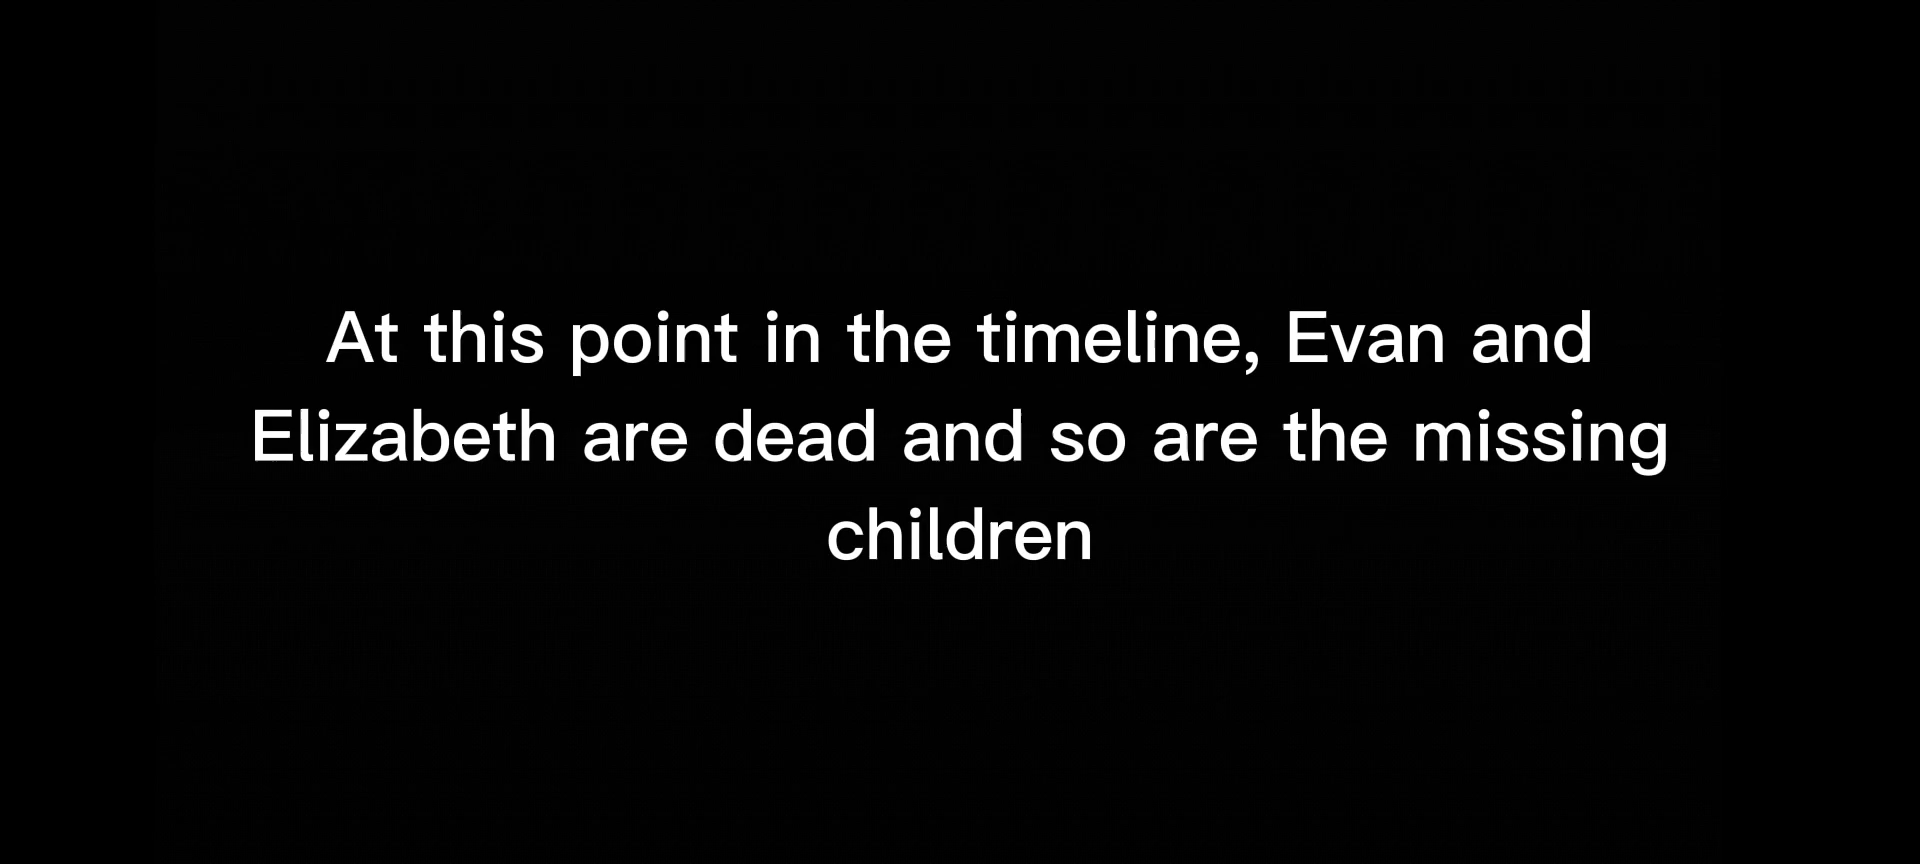 At this point in the timeline, Evan and
Elizabeth are dead and so are the missing
children